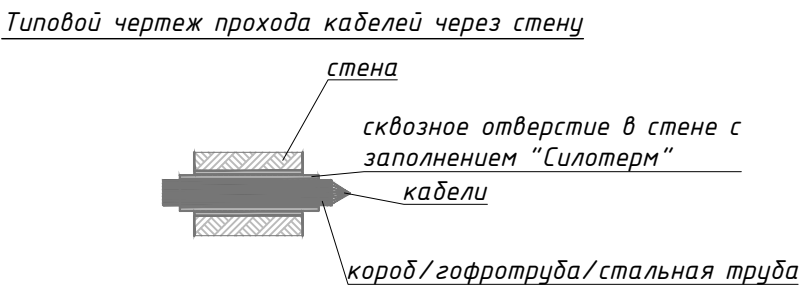 Типовой чертеж прохода кабелей через стену
стена
сквозное отверстие в стене с
заполнением "Силотерм"
кабели
короб/гофротруба/стальная труба